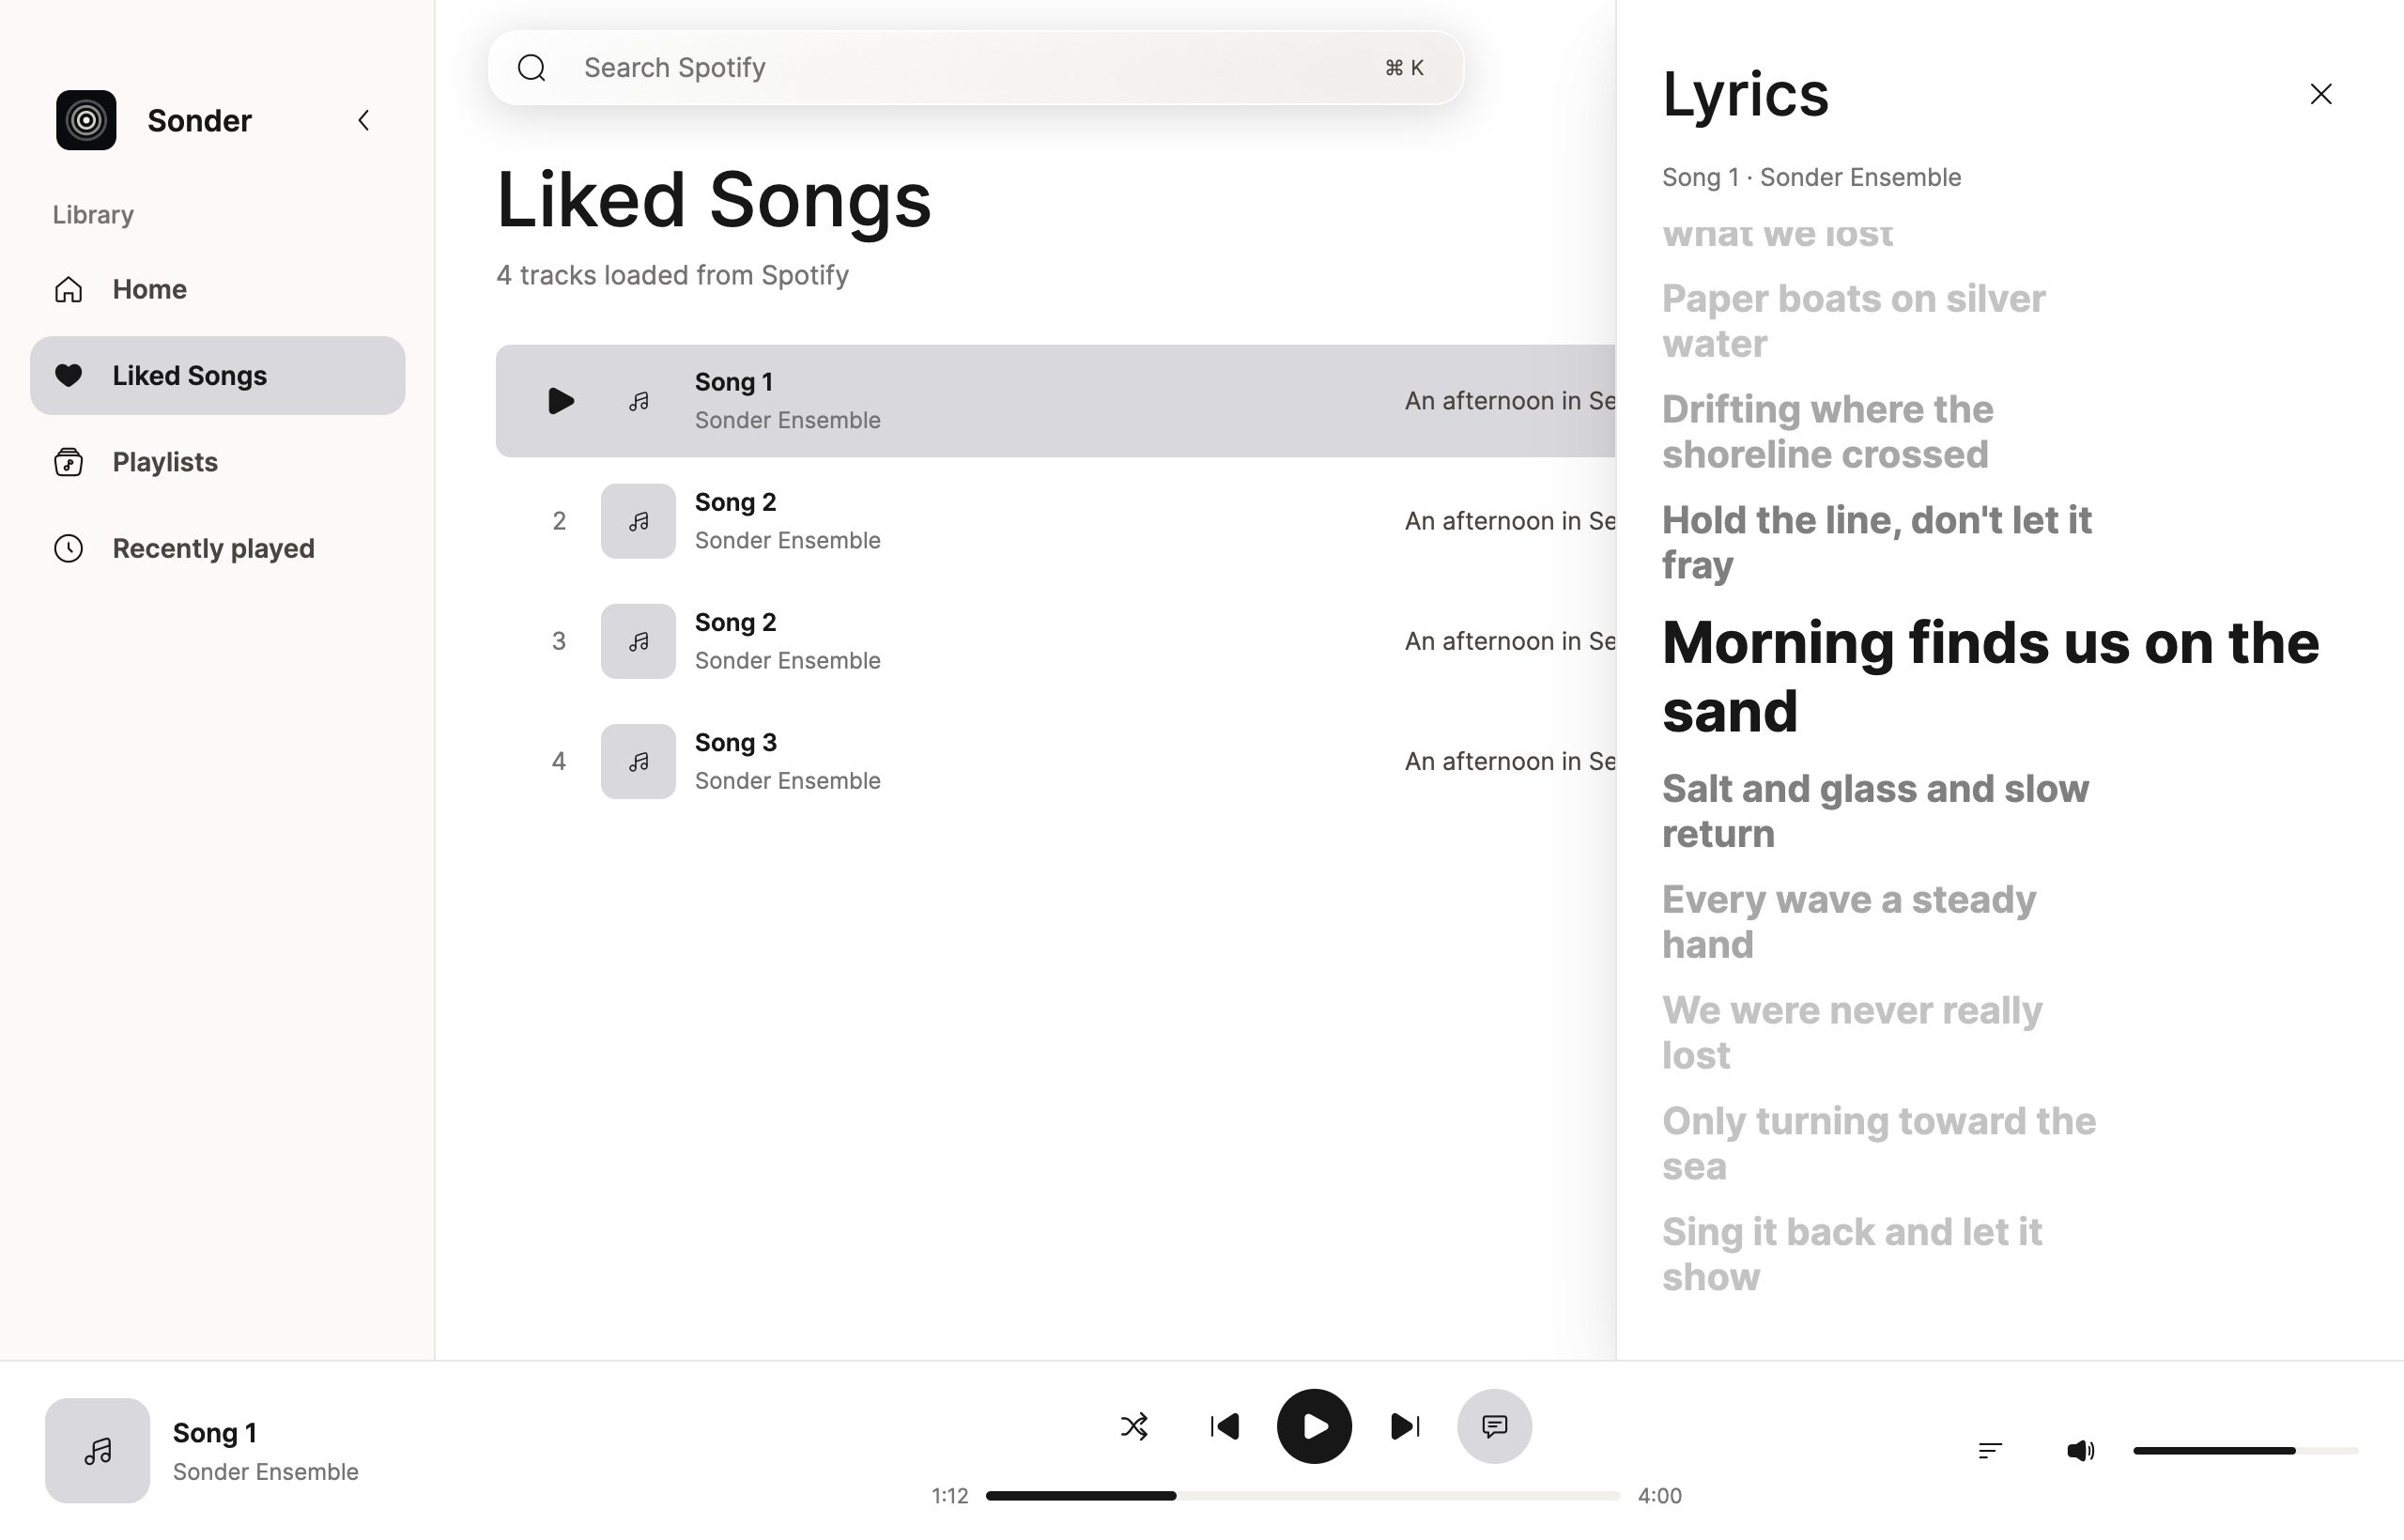 Sonder
Library
Home
Liked Songs
Playlists
Recently played
Search Spotify
⌘ K
Liked Songs
4 tracks loaded from Spotify
Song 1
Sonder Ensemble
An afternoon in Se
2
Song 2
Sonder Ensemble
An afternoon in Se
3
Song 2
Sonder Ensemble
An afternoon in Se
4
Song 3
Sonder Ensemble
An afternoon in Se
Lyrics
Song 1 · Sonder Ensemble
what we lost
Paper boats on silver
water
Drifting where the
shoreline crossed
Hold the line, don't let it
fray
Morning finds us on the
sand
Salt and glass and slow
return
Every wave a steady
hand
We were never really
lost
Only turning toward the
sea
Sing it back and let it
show
Song 1
Sonder Ensemble
1:12
4:00